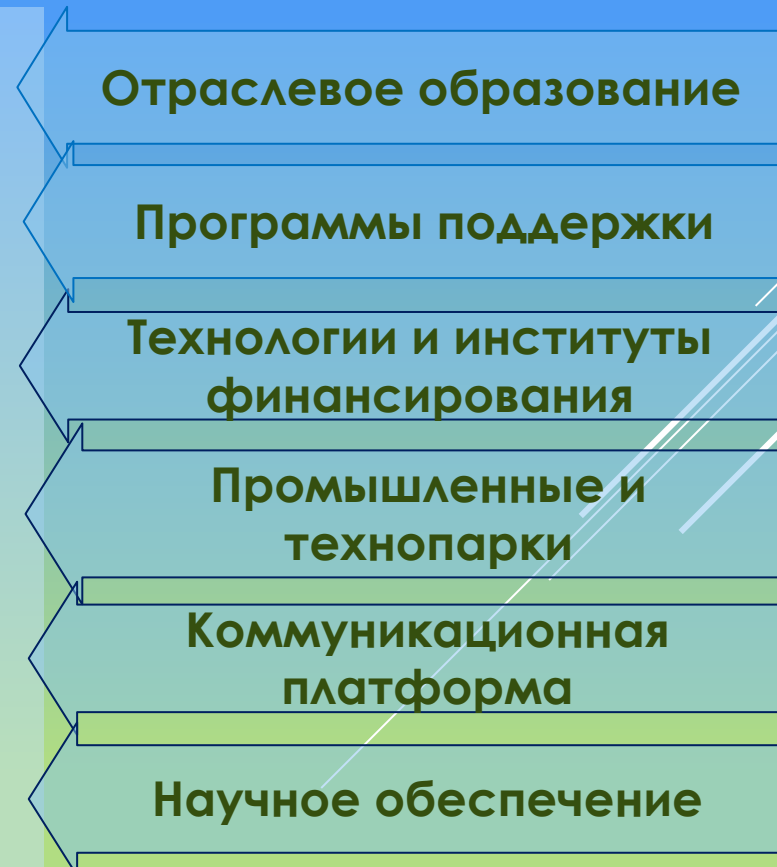 Отраслевое образование
Программы поддержки
Технологии и институты
финансирования
Промышленные и
технопарки
Коммуникационная
платформа
Научное обеспечение